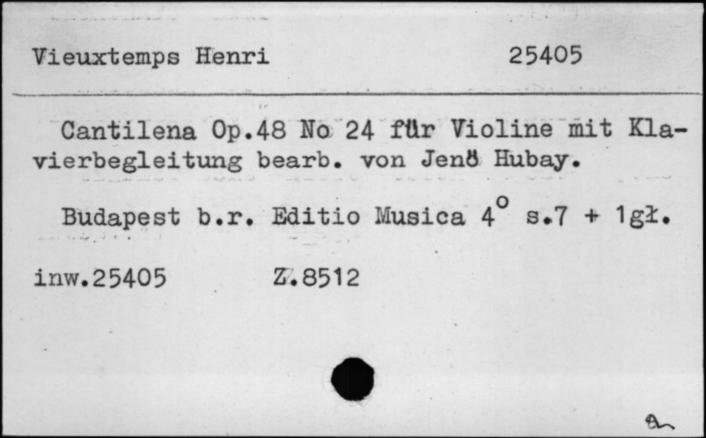 Vieuxtemps Henri 25405
Cantilena Op.48 No 24 für Violine mit Kla-
vierbegleitung bearb. von Jenö Hubay.
Budapest b.r. Editio Musica 4° s.7 + 1gł.
inw.25405 Z.8512